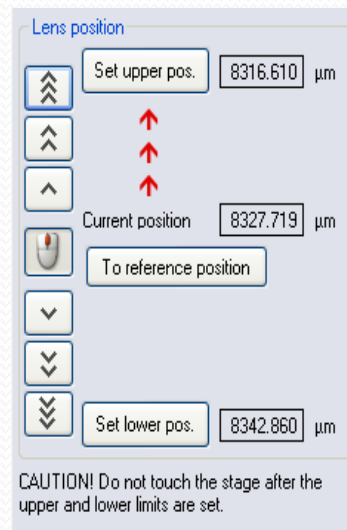 Lens position
Set upper pos. 8316.610 µm
Current position 8327.719 µm
To reference position
Set lower pos. 8342.860 µm
CAUTION! Do not touch the stage after the
upper and lower limits are set.